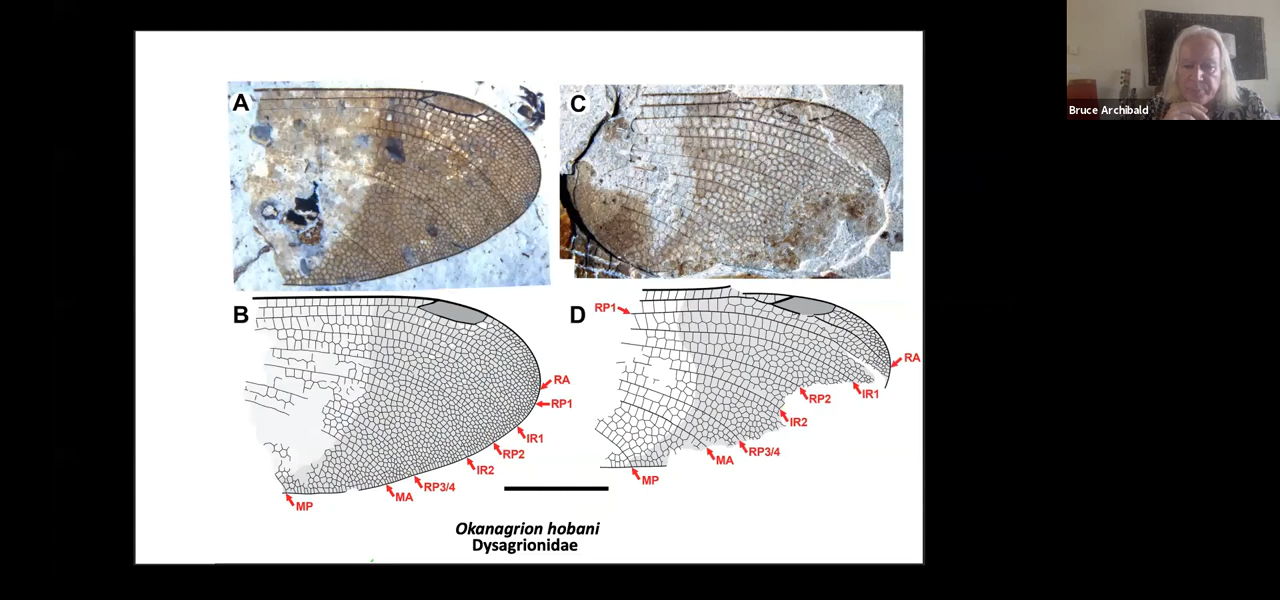 Bruce Archibald
A
C
B
D
RP1
RA
RP1
IR1
RP2
IR2
RP3/4
MA
MP
RA
IR1
RP2
IR2
RP3/4
MA
MP
Okanagrion hobani
Dysagrionidae